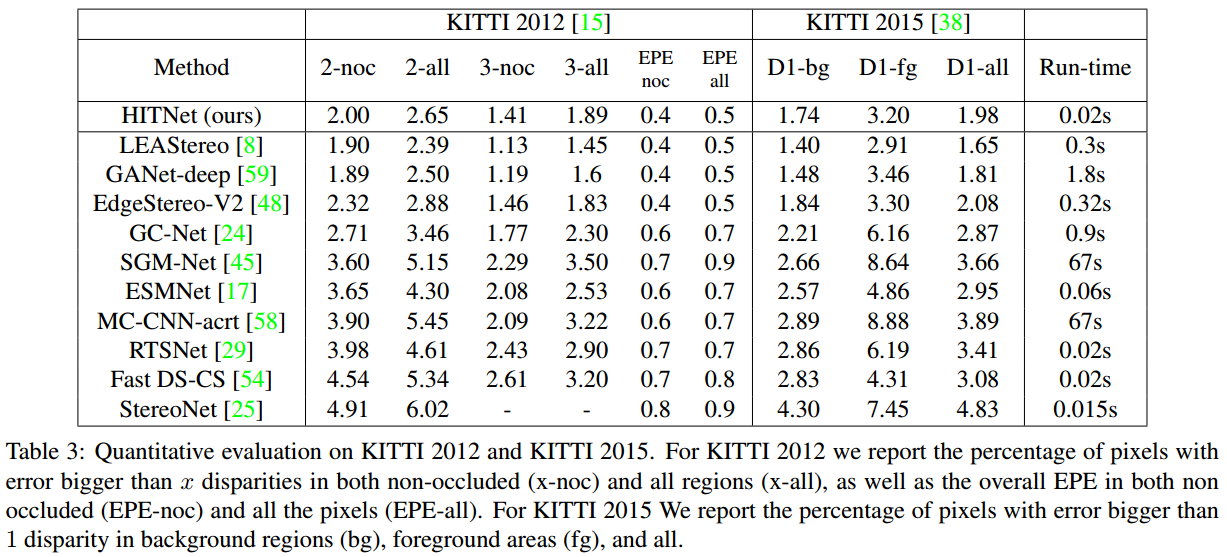 KITTI 2012 [15] KITTI 2015 [38]
Method 2-noc 2-all 3-noc 3-all EPE noc EPE all D1-bg D1-fg D1-all Run-time
HITNet (ours) 2.00 2.65 1.41 1.89 0.4 0.5 1.74 3.20 1.98 0.02s
LEAStereo [8] 1.90 2.39 1.13 1.45 0.4 0.5 1.40 2.91 1.65 0.3s
GANet-deep [59] 1.89 2.50 1.19 1.6 0.4 0.5 1.48 3.46 1.81 1.8s
EdgeStereo-V2 [48] 2.32 2.88 1.46 1.83 0.4 0.5 1.84 3.30 2.08 0.32s
GC-Net [24] 2.71 3.46 1.77 2.30 0.6 0.7 2.21 6.16 2.87 0.9s
SGM-Net [45] 3.60 5.15 2.29 3.50 0.7 0.9 2.66 8.64 3.66 67s
ESMNet [17] 3.65 4.30 2.08 2.53 0.6 0.7 2.57 4.86 2.95 0.06s
MC-CNN-acrt [58] 3.90 5.45 2.09 3.22 0.6 0.7 2.89 8.88 3.89 67s
RTSNet [29] 3.98 4.61 2.43 2.90 0.7 0.7 2.86 6.19 3.41 0.02s
Fast DS-CS [54] 4.54 5.34 2.61 3.20 0.7 0.8 2.83 4.31 3.08 0.02s
StereoNet [25] 4.91 6.02 - - 0.8 0.9 4.30 7.45 4.83 0.015s
Table 3: Quantitative evaluation on KITTI 2012 and KITTI 2015. For KITTI 2012 we report the percentage of pixels with
error bigger than x disparities in both non-occluded (x-noc) and all regions (x-all), as well as the overall EPE in both non
occluded (EPE-noc) and all the pixels (EPE-all). For KITTI 2015 We report the percentage of pixels with error bigger than
1 disparity in background regions (bg), foreground areas (fg), and all.